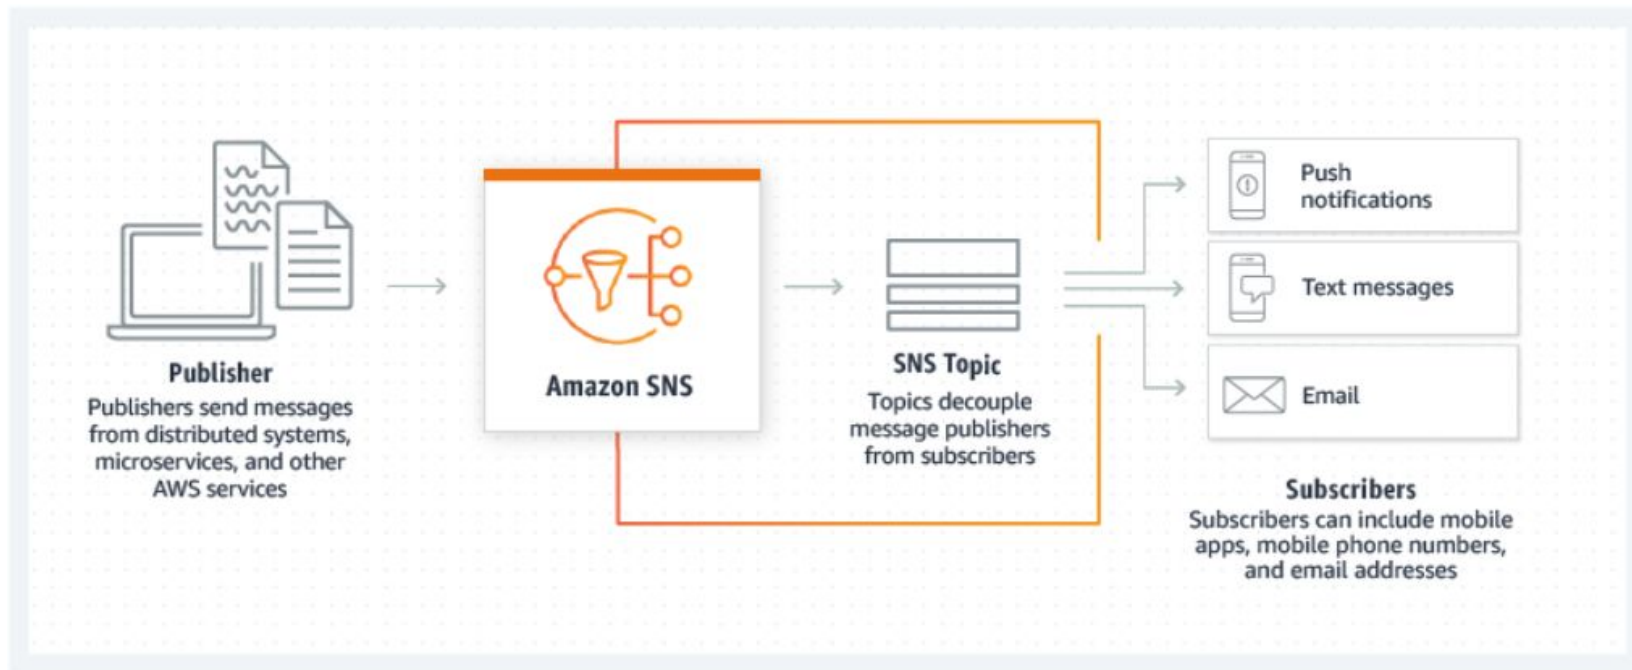 Publisher
Publishers send messages
from distributed systems,
microservices, and other
AWS services
Amazon SNS
SNS Topic
Topics decouple
message publishers
from subscribers
Push
notifications
Text messages
Email
Subscribers
Subscribers can include mobile
apps, mobile phone numbers,
and email addresses